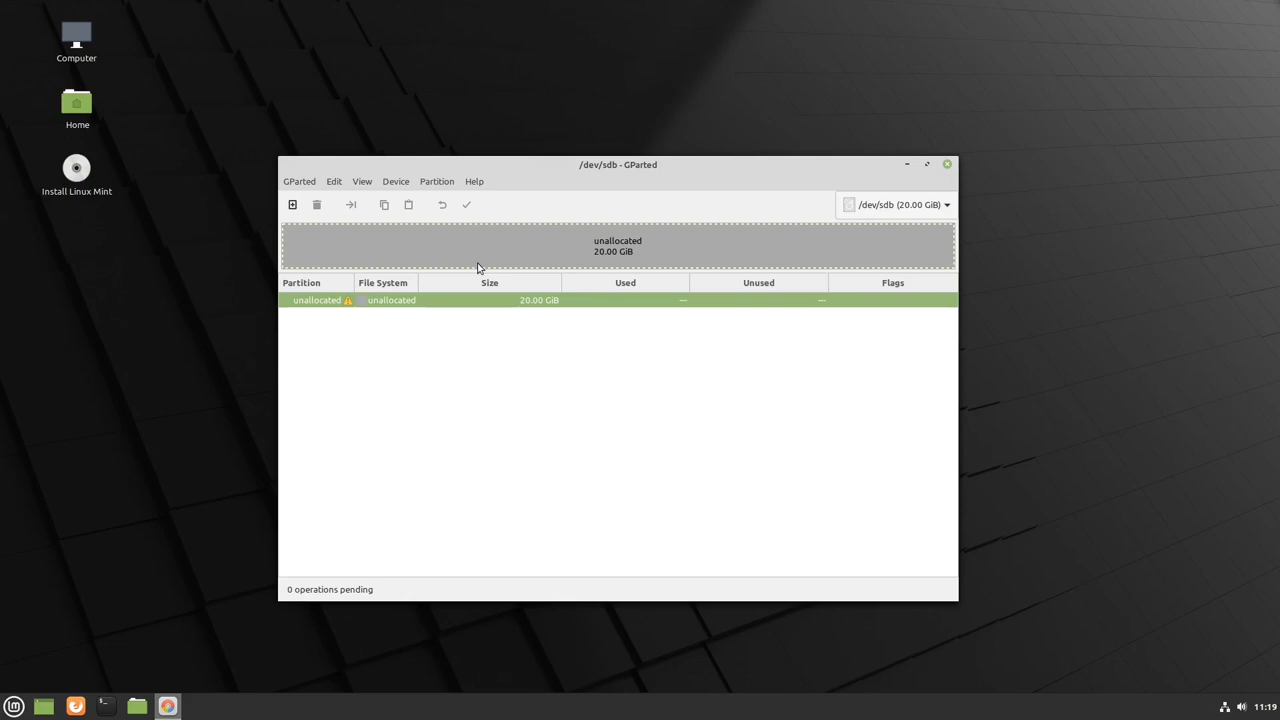 Computer
Home
Install Linux Mint
/dev/sdb - GParted
GParted Edit View Device Partition Help
/dev/sdb (20.00 GiB)
unallocated
20.00 GiB
Partition File System Size Used Unused Flags
unallocated unallocated 20.00 GiB --- ---
0 operations pending
11:19